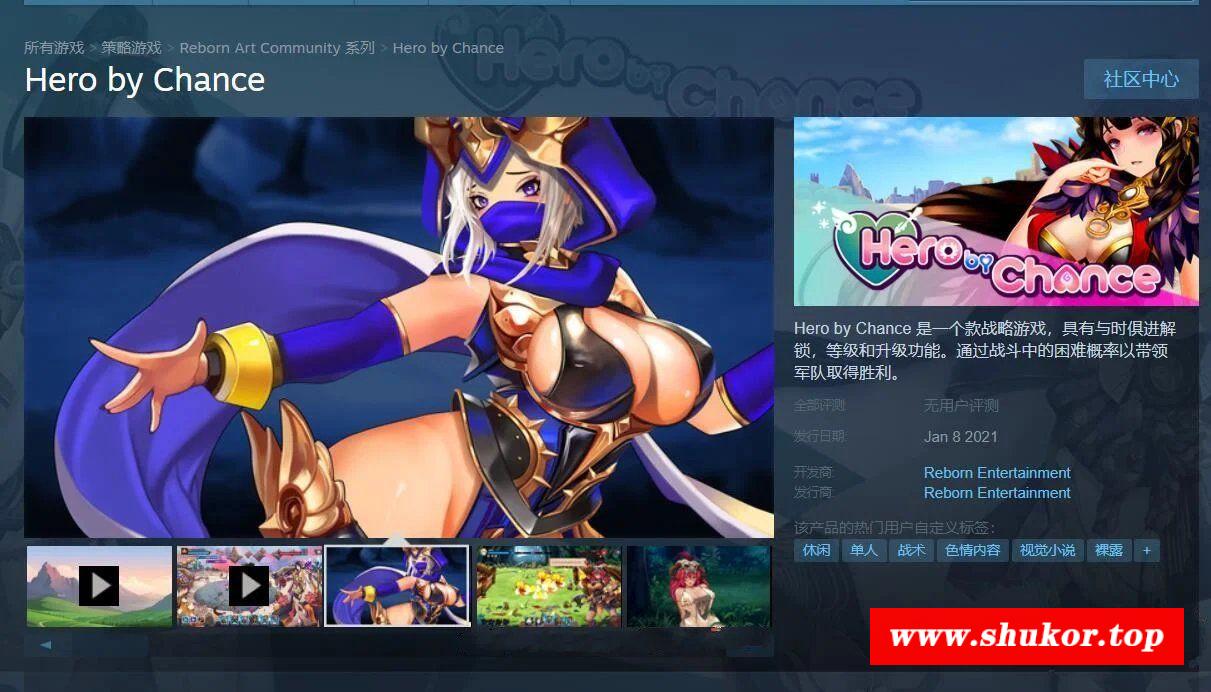 所有游戏 > 策略游戏 > Reborn Art Community 系列 > Hero by Chance
Hero by Chance
社区中心
Hero by Chance
Hero by Chance 是一个款战略游戏，具有与时俱进解
锁，等级和升级功能。通过战斗中的困难概率以带领
军队取得胜利。
全部评测: 无用户评测
发行日期: Jan 8 2021
开发商: Reborn Entertainment
发行商: Reborn Entertainment
该产品的热门用户自定义标签：
休闲 单人 战术 色情内容 视觉小说 裸露 +
www.shukor.top